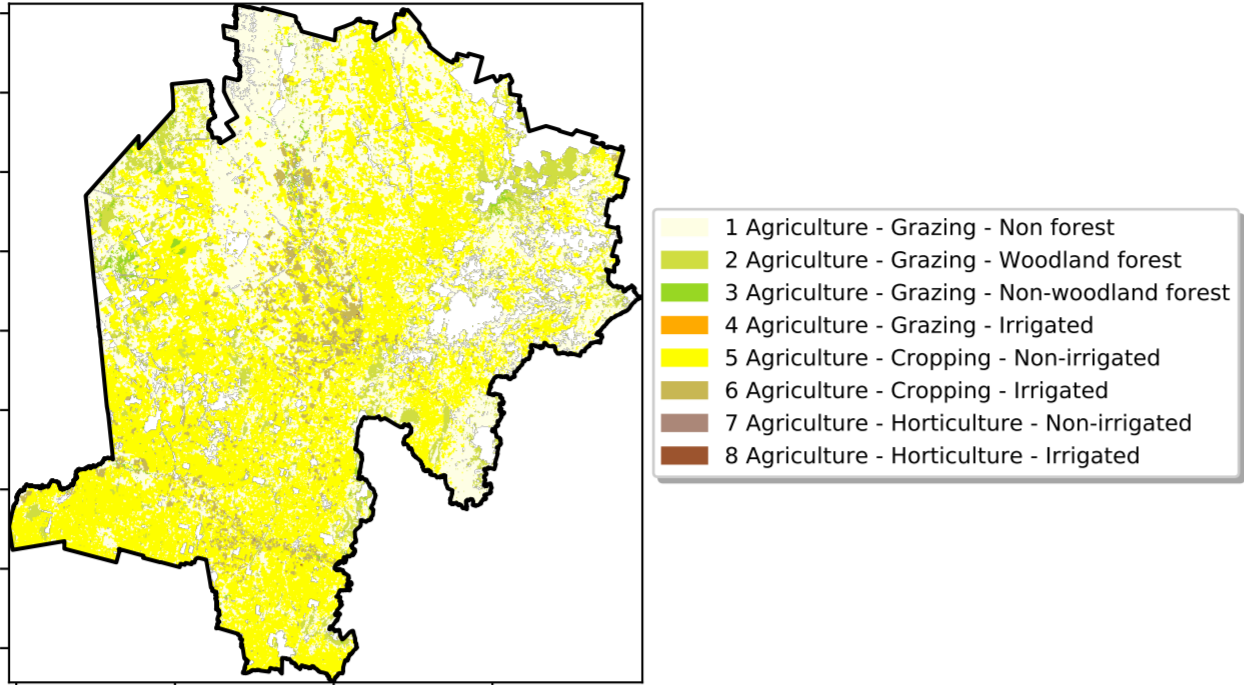 1 Agriculture - Grazing - Non forest
2 Agriculture - Grazing - Woodland forest
3 Agriculture - Grazing - Non-woodland forest
4 Agriculture - Grazing - Irrigated
5 Agriculture - Cropping - Non-irrigated
6 Agriculture - Cropping - Irrigated
7 Agriculture - Horticulture - Non-irrigated
8 Agriculture - Horticulture - Irrigated